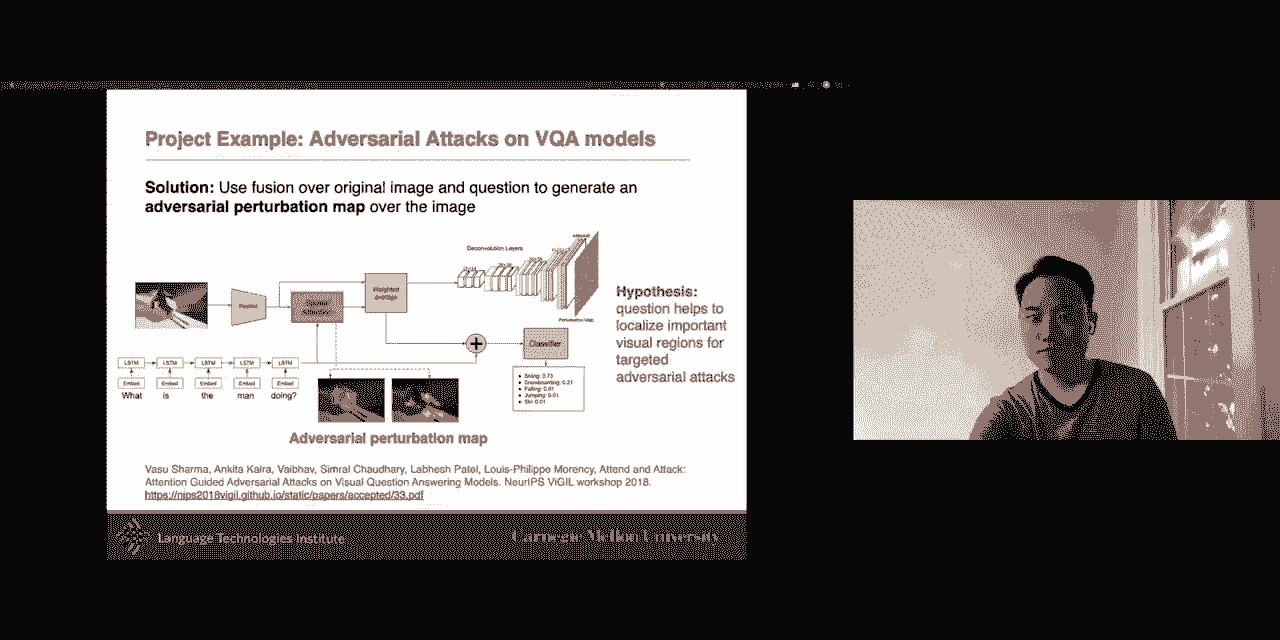 Project Example: Adversarial Attacks on VQA models
Solution: Use fusion over original image and question to generate an
adversarial perturbation map over the image
Deconvolution Layers
ResNet
Spatial
Attention
Weighted
average
Perturbation Map
Hypothesis:
question helps to
localize important
visual regions for
targeted
adversarial attacks
+
Classifier
LSTM LSTM LSTM LSTM LSTM
Embed Embed Embed Embed Embed
What is the man doing?
Skiing: 0.73
Snowboarding: 0.21
Falling: 0.01
Jumping: 0.01
Ski: 0.01
Adversarial perturbation map
Vasu Sharma, Ankita Kalra, Vaibhav, Simral Chaudhary, Labhesh Patel, Louis-Philippe Morency, Attend and Attack:
Attention Guided Adversarial Attacks on Visual Question Answering Models. NeurIPS ViGIL workshop 2018.
https://nips2018vigil.github.io/static/papers/accepted/33.pdf
Language Technologies Institute
Carnegie Mellon University